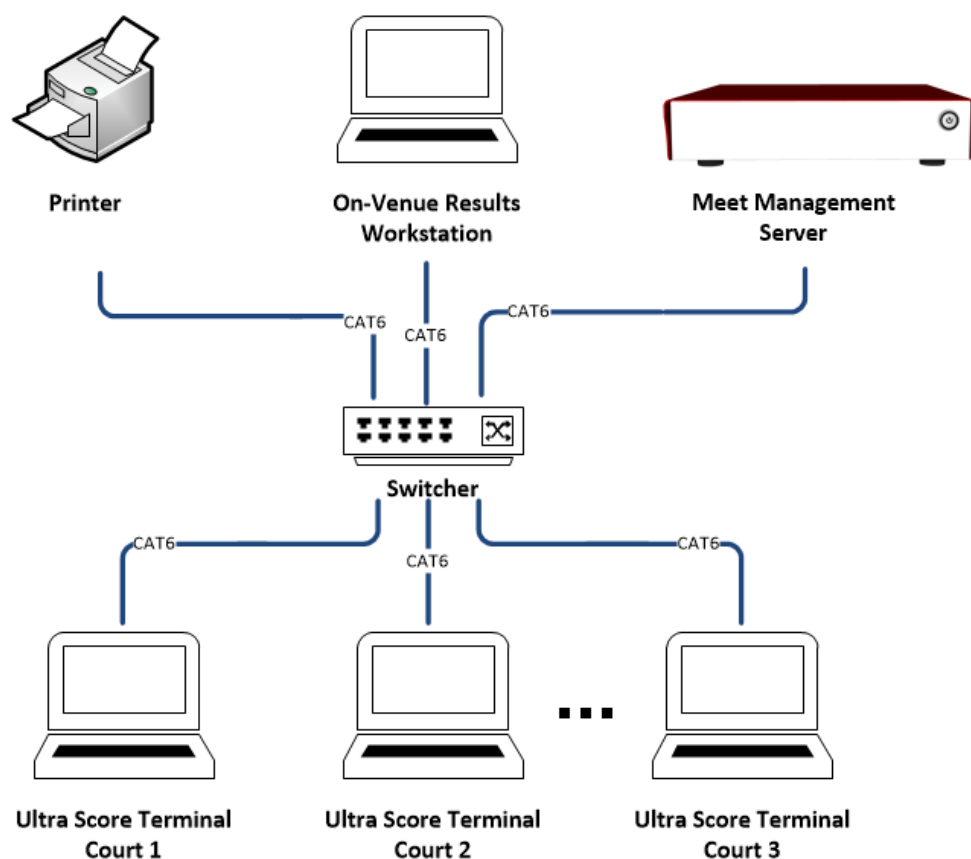 Printer
On-Venue Results
Workstation
Meet Management
Server
CAT6
CAT6
CAT6
Switcher
CAT6
CAT6
CAT6
Ultra Score Terminal
Court 1
Ultra Score Terminal
Court 2
...
Ultra Score Terminal
Court 3